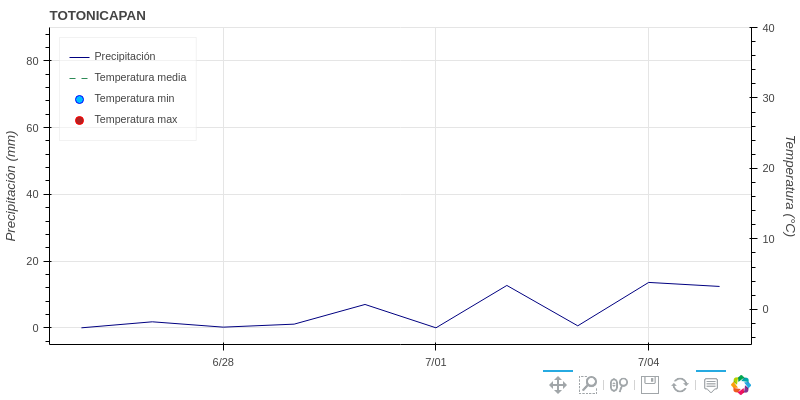 TOTONICAPAN
Precipitación
Temperatura media
Temperatura min
Temperatura max
Precipitación (mm)
80
60
40
20
0
Temperatura (°C)
40
30
20
10
0
6/28
7/01
7/04